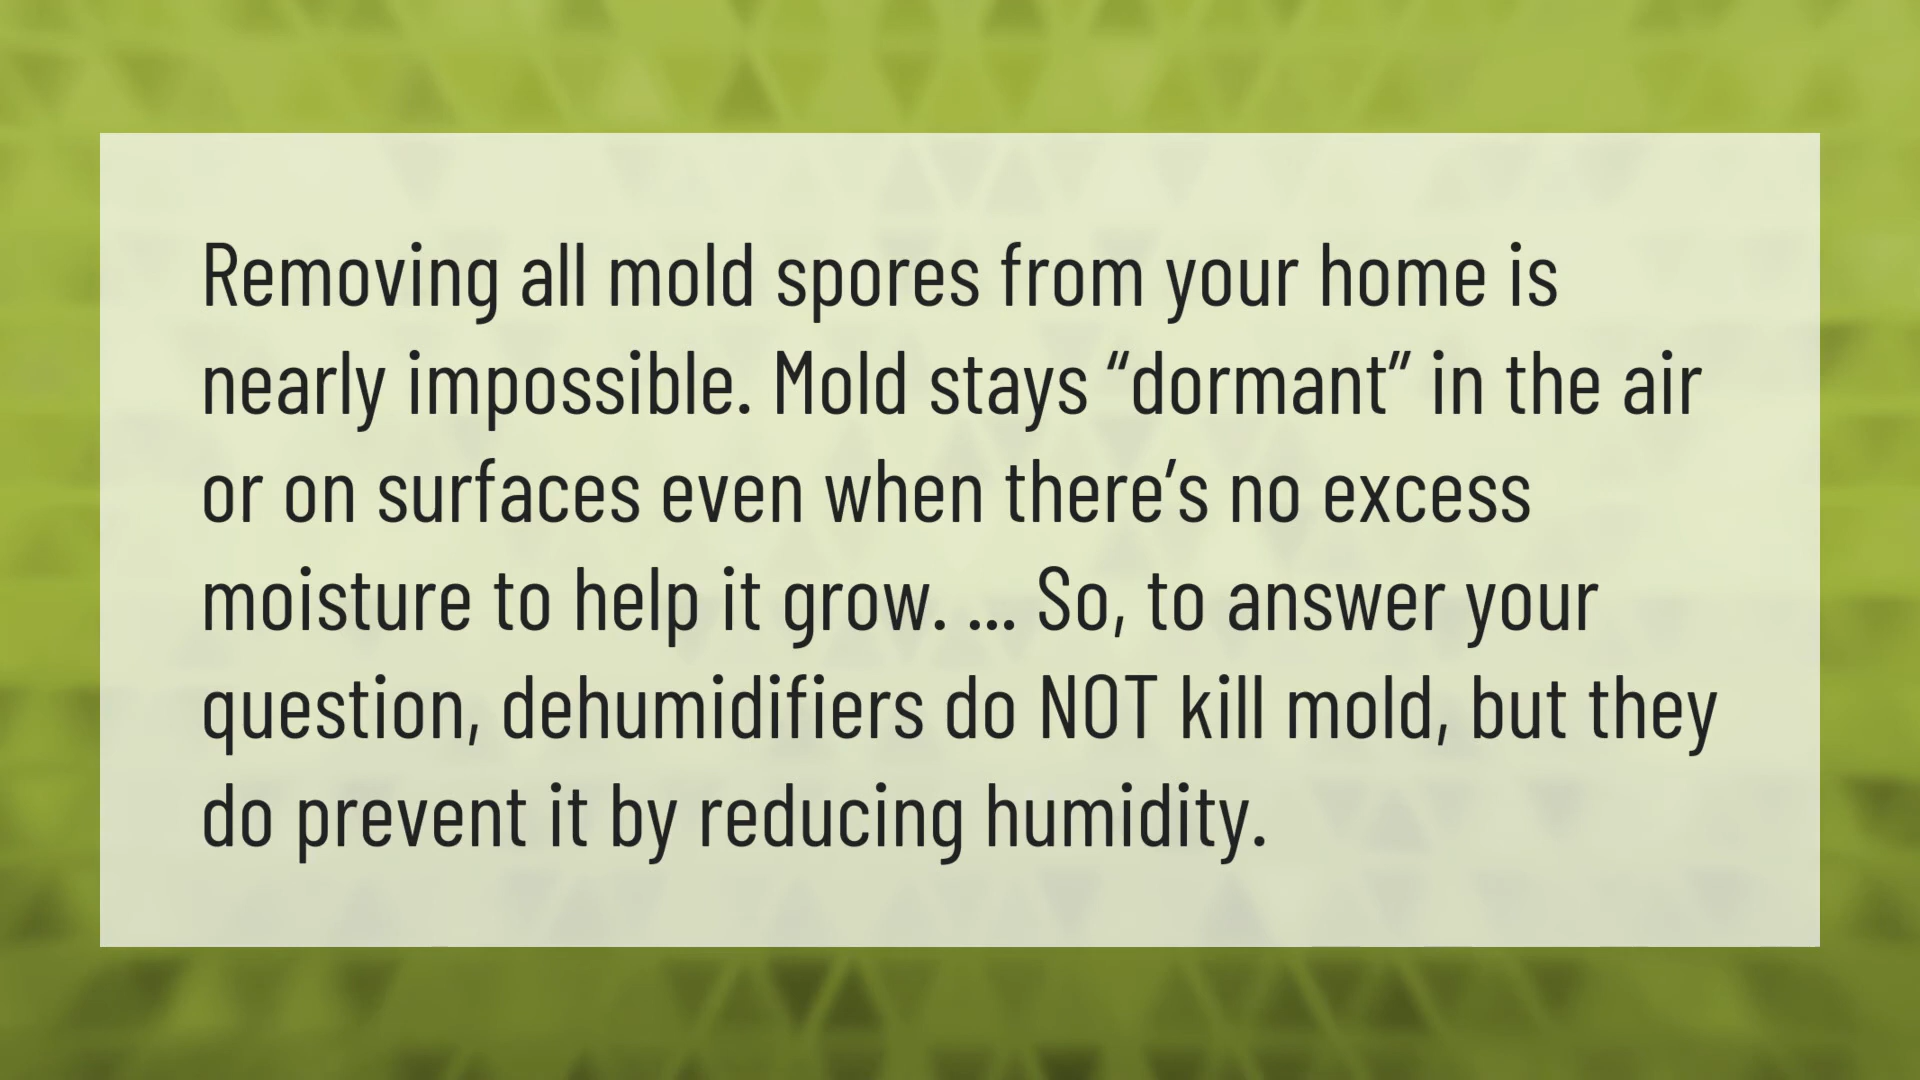 Removing all mold spores from your home is
nearly impossible. Mold stays “dormant” in the air
or on surfaces even when there’s no excess
moisture to help it grow. ... So, to answer your
question, dehumidifiers do NOT kill mold, but they
do prevent it by reducing humidity.